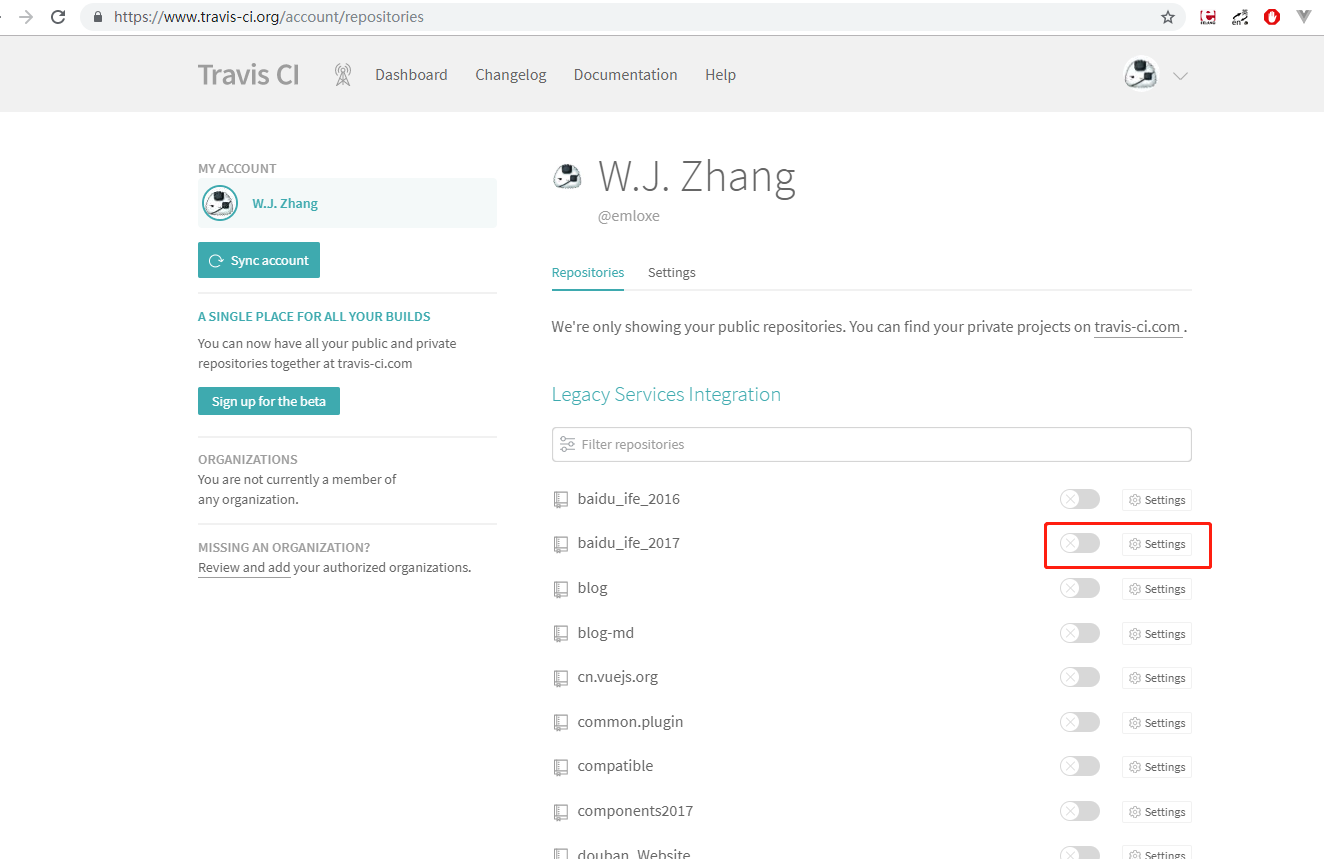 https://www.travis-ci.org/account/repositories
Travis CI
Dashboard
Changelog
Documentation
Help
MY ACCOUNT
W.J. Zhang
Sync account
A SINGLE PLACE FOR ALL YOUR BUILDS
You can now have all your public and private
repositories together at travis-ci.com
Sign up for the beta
ORGANIZATIONS
You are not currently a member of
any organization.
MISSING AN ORGANIZATION?
Review and add your authorized organizations.
W.J. Zhang
@emloxe
Repositories
Settings
We're only showing your public repositories. You can find your private projects on travis-ci.com .
Legacy Services Integration
Filter repositories
baidu_ife_2016
Settings
baidu_ife_2017
Settings
blog
Settings
blog-md
Settings
cn.vuejs.org
Settings
common.plugin
Settings
compatible
Settings
components2017
Settings
douban_Website
Settings